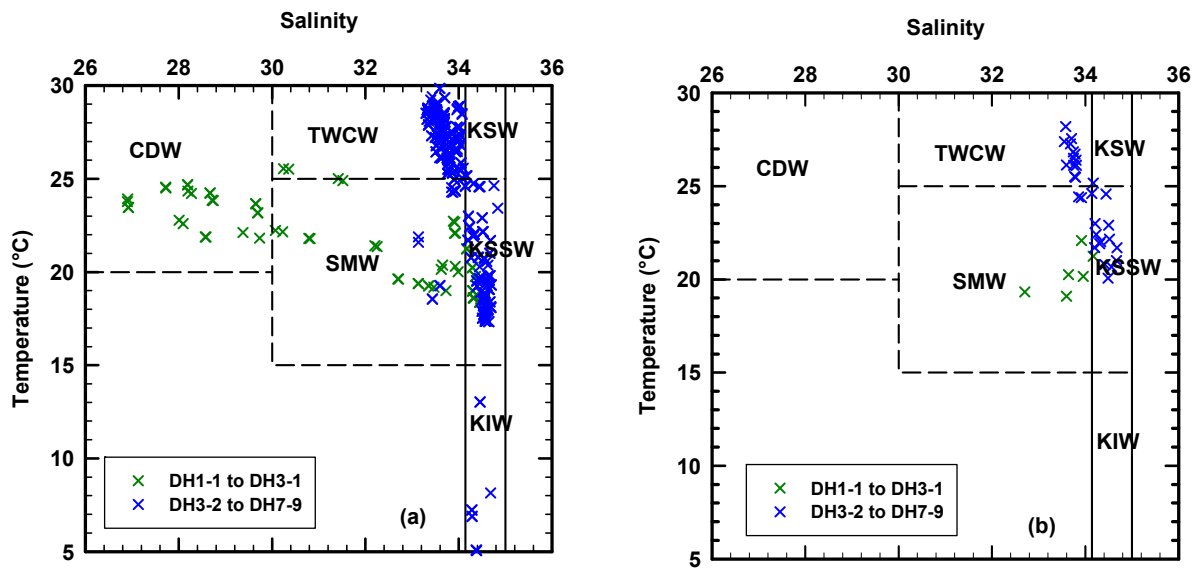 Salinity
26 28 30 32 34 36
30
25
20
15
10
5
Temperature (°C)
CDW
TWCW
KSW
SMW
KSSW
KIW
DH1-1 to DH3-1
DH3-2 to DH7-9
(a)
Salinity
26 28 30 32 34 36
30
25
20
15
10
5
Temperature (°C)
CDW
TWCW
KSW
SMW
KSSW
KIW
DH1-1 to DH3-1
DH3-2 to DH7-9
(b)